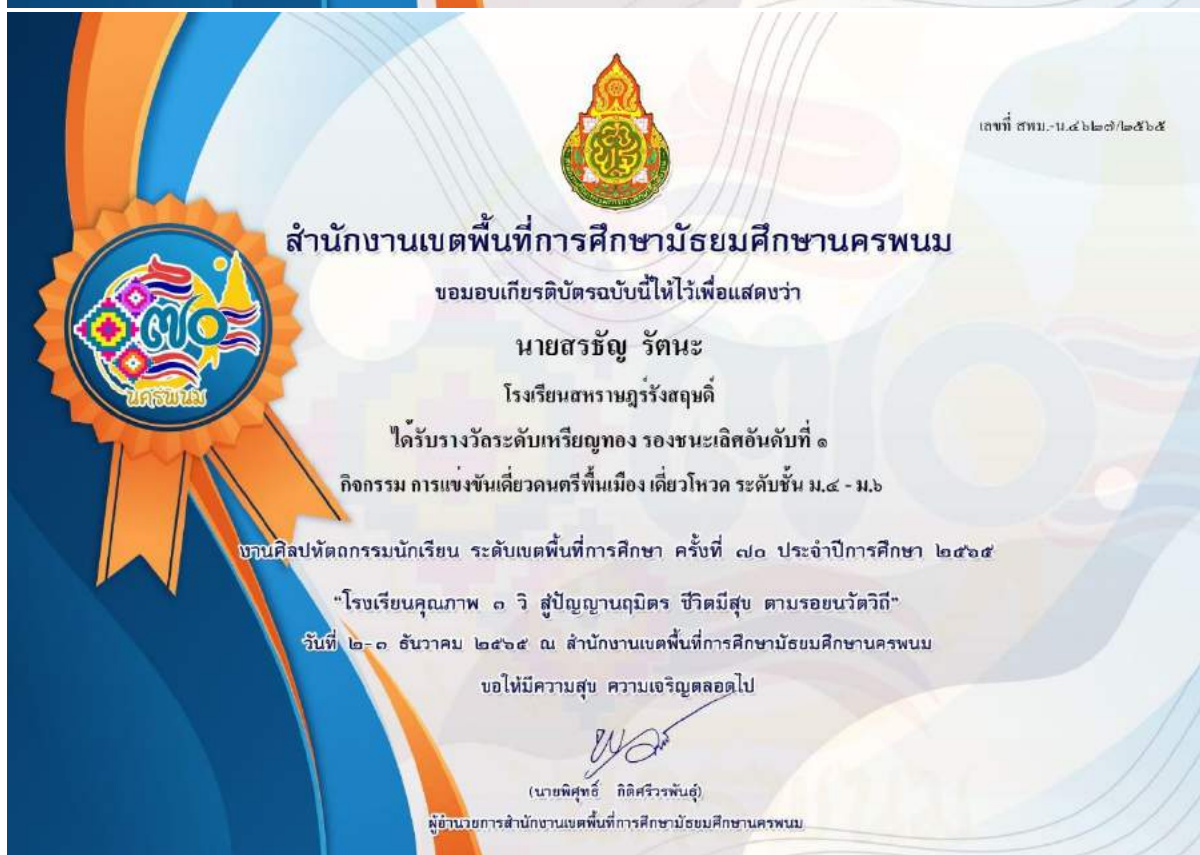 เลขที่ สพม.-น.๔๖๒๗/๒๕๖๕
สำนักงานเขตพื้นที่การศึกษามัธยมศึกษานครพนม
ขอมอบเกียรติบัตรฉบับนี้ให้ไว้เพื่อแสดงว่า
นายสรธัญ รัตนะ
โรงเรียนสหราษฎร์รังสฤษดิ์
ได้รับรางวัลระดับเหรียญทอง รองชนะเลิศอันดับที่ ๑
กิจกรรม การแข่งขันเดี่ยวดนตรีพื้นเมือง เดี่ยวโหวด ระดับชั้น ม.๔ - ม.๖
๗๐
นครพนม
งานศิลปหัตถกรรมนักเรียน ระดับเขตพื้นที่การศึกษา ครั้งที่ ๗๐ ประจำปีการศึกษา ๒๕๖๕
"โรงเรียนคุณภาพ ๓ วิ สู่ปัญญานฤมิตร ชีวิตมีสุข ตามรอยนวัตวิถี"
วันที่ ๒-๓ ธันวาคม ๒๕๖๕ ณ สำนักงานเขตพื้นที่การศึกษามัธยมศึกษานครพนม
ขอให้มีความสุข ความเจริญตลอดไป
(นายพิศุทธิ์ กิติศรีวรพันธุ์)
ผู้อำนวยการสำนักงานเขตพื้นที่การศึกษามัธยมศึกษานครพนม